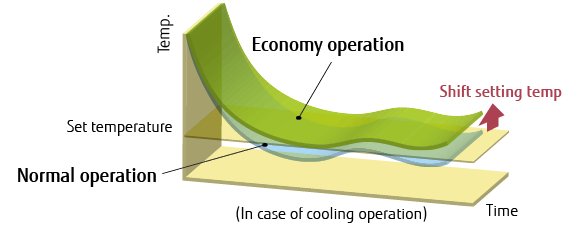 Temp.
Economy operation
Shift setting temp
Set temperature
Normal operation
(In case of cooling operation)
Time